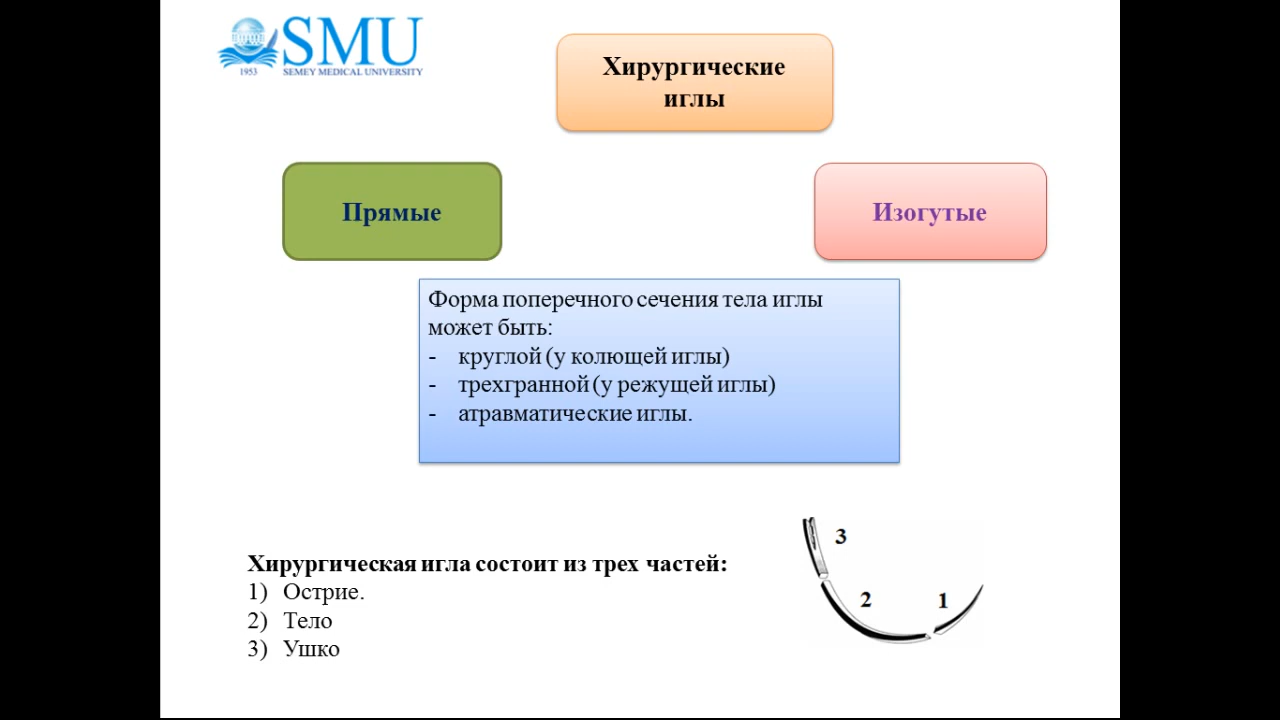 SMU
1953 SEMEY MEDICAL UNIVERSITY
Хирургические
иглы
Прямые
Изогутые
Форма поперечного сечения тела иглы
может быть:
- круглой (у колющей иглы)
- трехгранной (у режущей иглы)
- атравматические иглы.
Хирургическая игла состоит из трех частей:
1) Острие.
2) Тело
3) Ушко
3
2
1